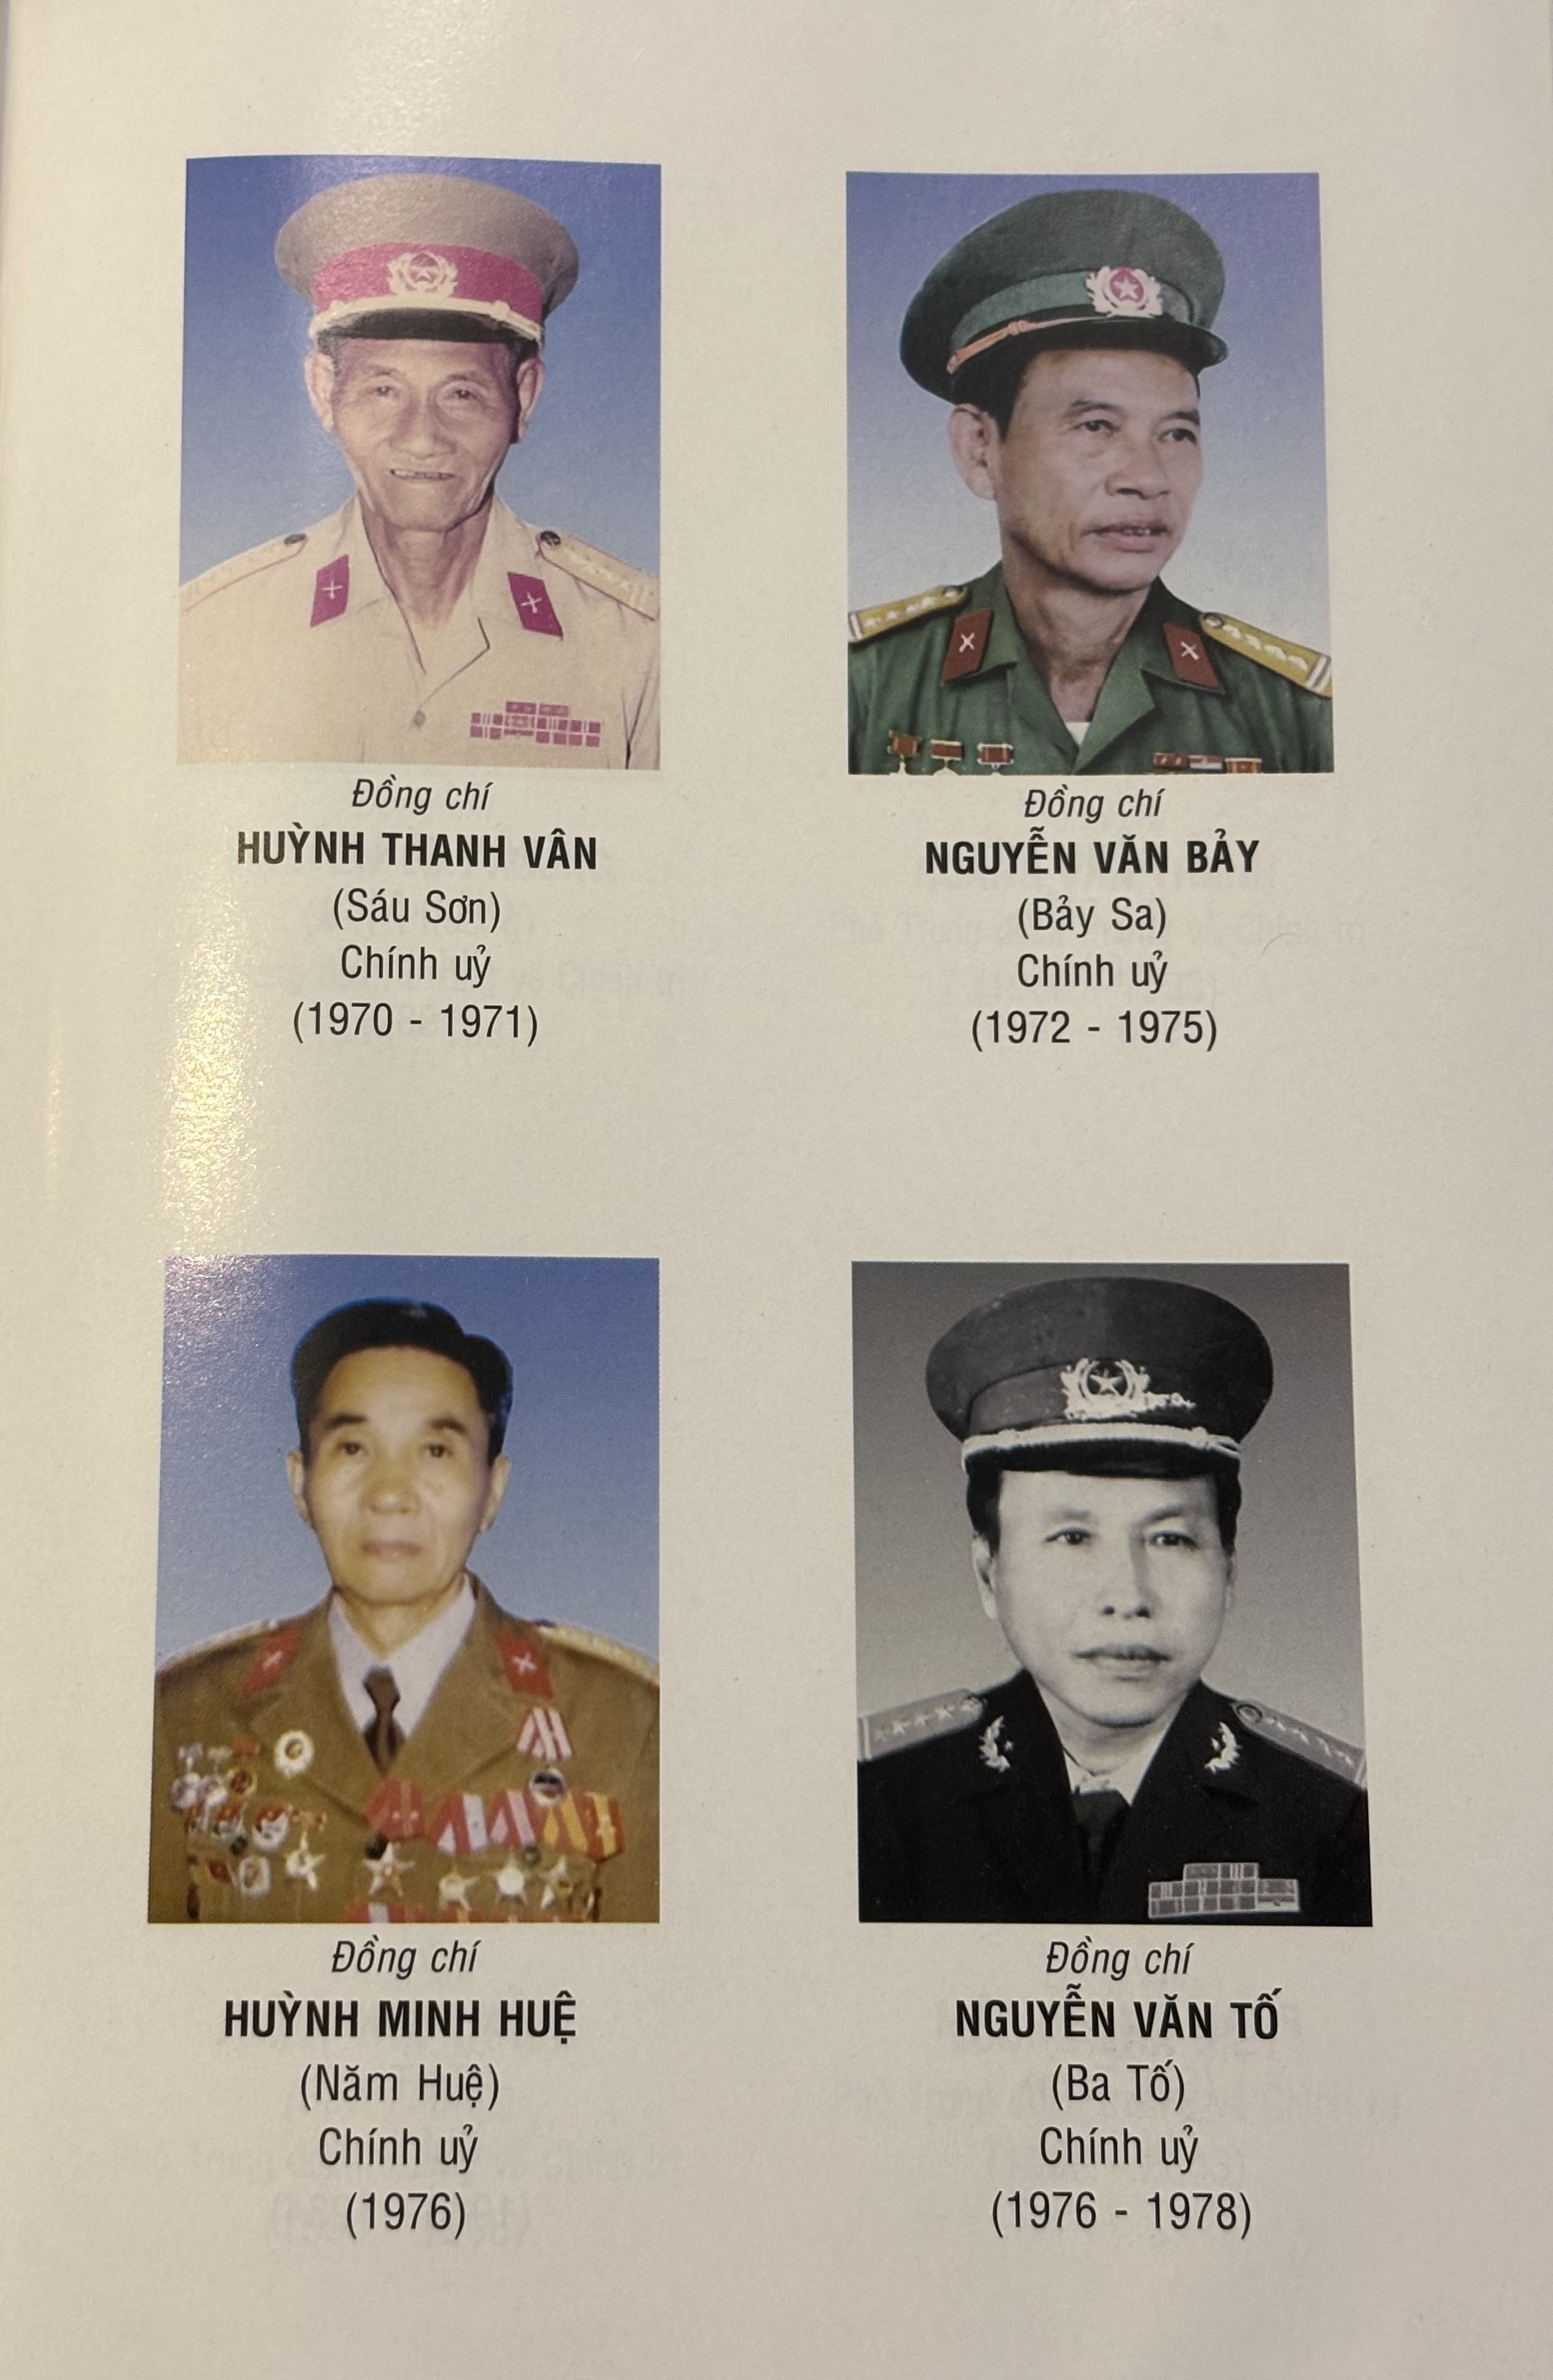 Đồng chí
HUỲNH THANH VÂN
(Sáu Sơn)
Chính uỷ
(1970 - 1971)
Đồng chí
NGUYỄN VĂN BẢY
(Bảy Sa)
Chính uỷ
(1972 - 1975)
Đồng chí
HUỲNH MINH HUỆ
(Năm Huệ)
Chính uỷ
(1976)
Đồng chí
NGUYỄN VĂN TỐ
(Ba Tố)
Chính uỷ
(1976 - 1978)